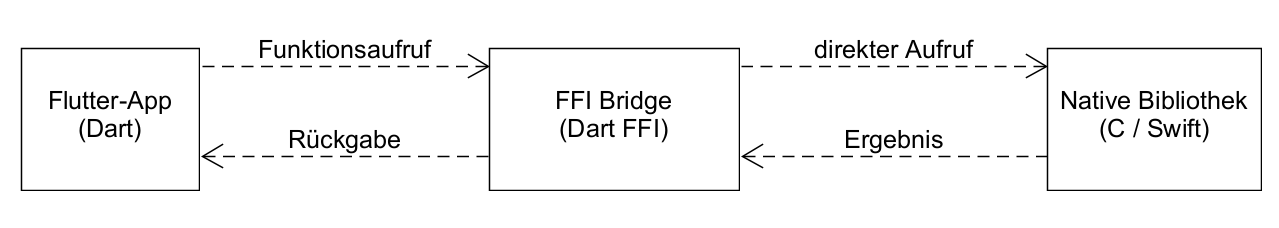 Funktionsaufruf
direkter Aufruf
Flutter-App
(Dart)
FFI Bridge
(Dart FFI)
Native Bibliothek
(C / Swift)
Rückgabe
Ergebnis